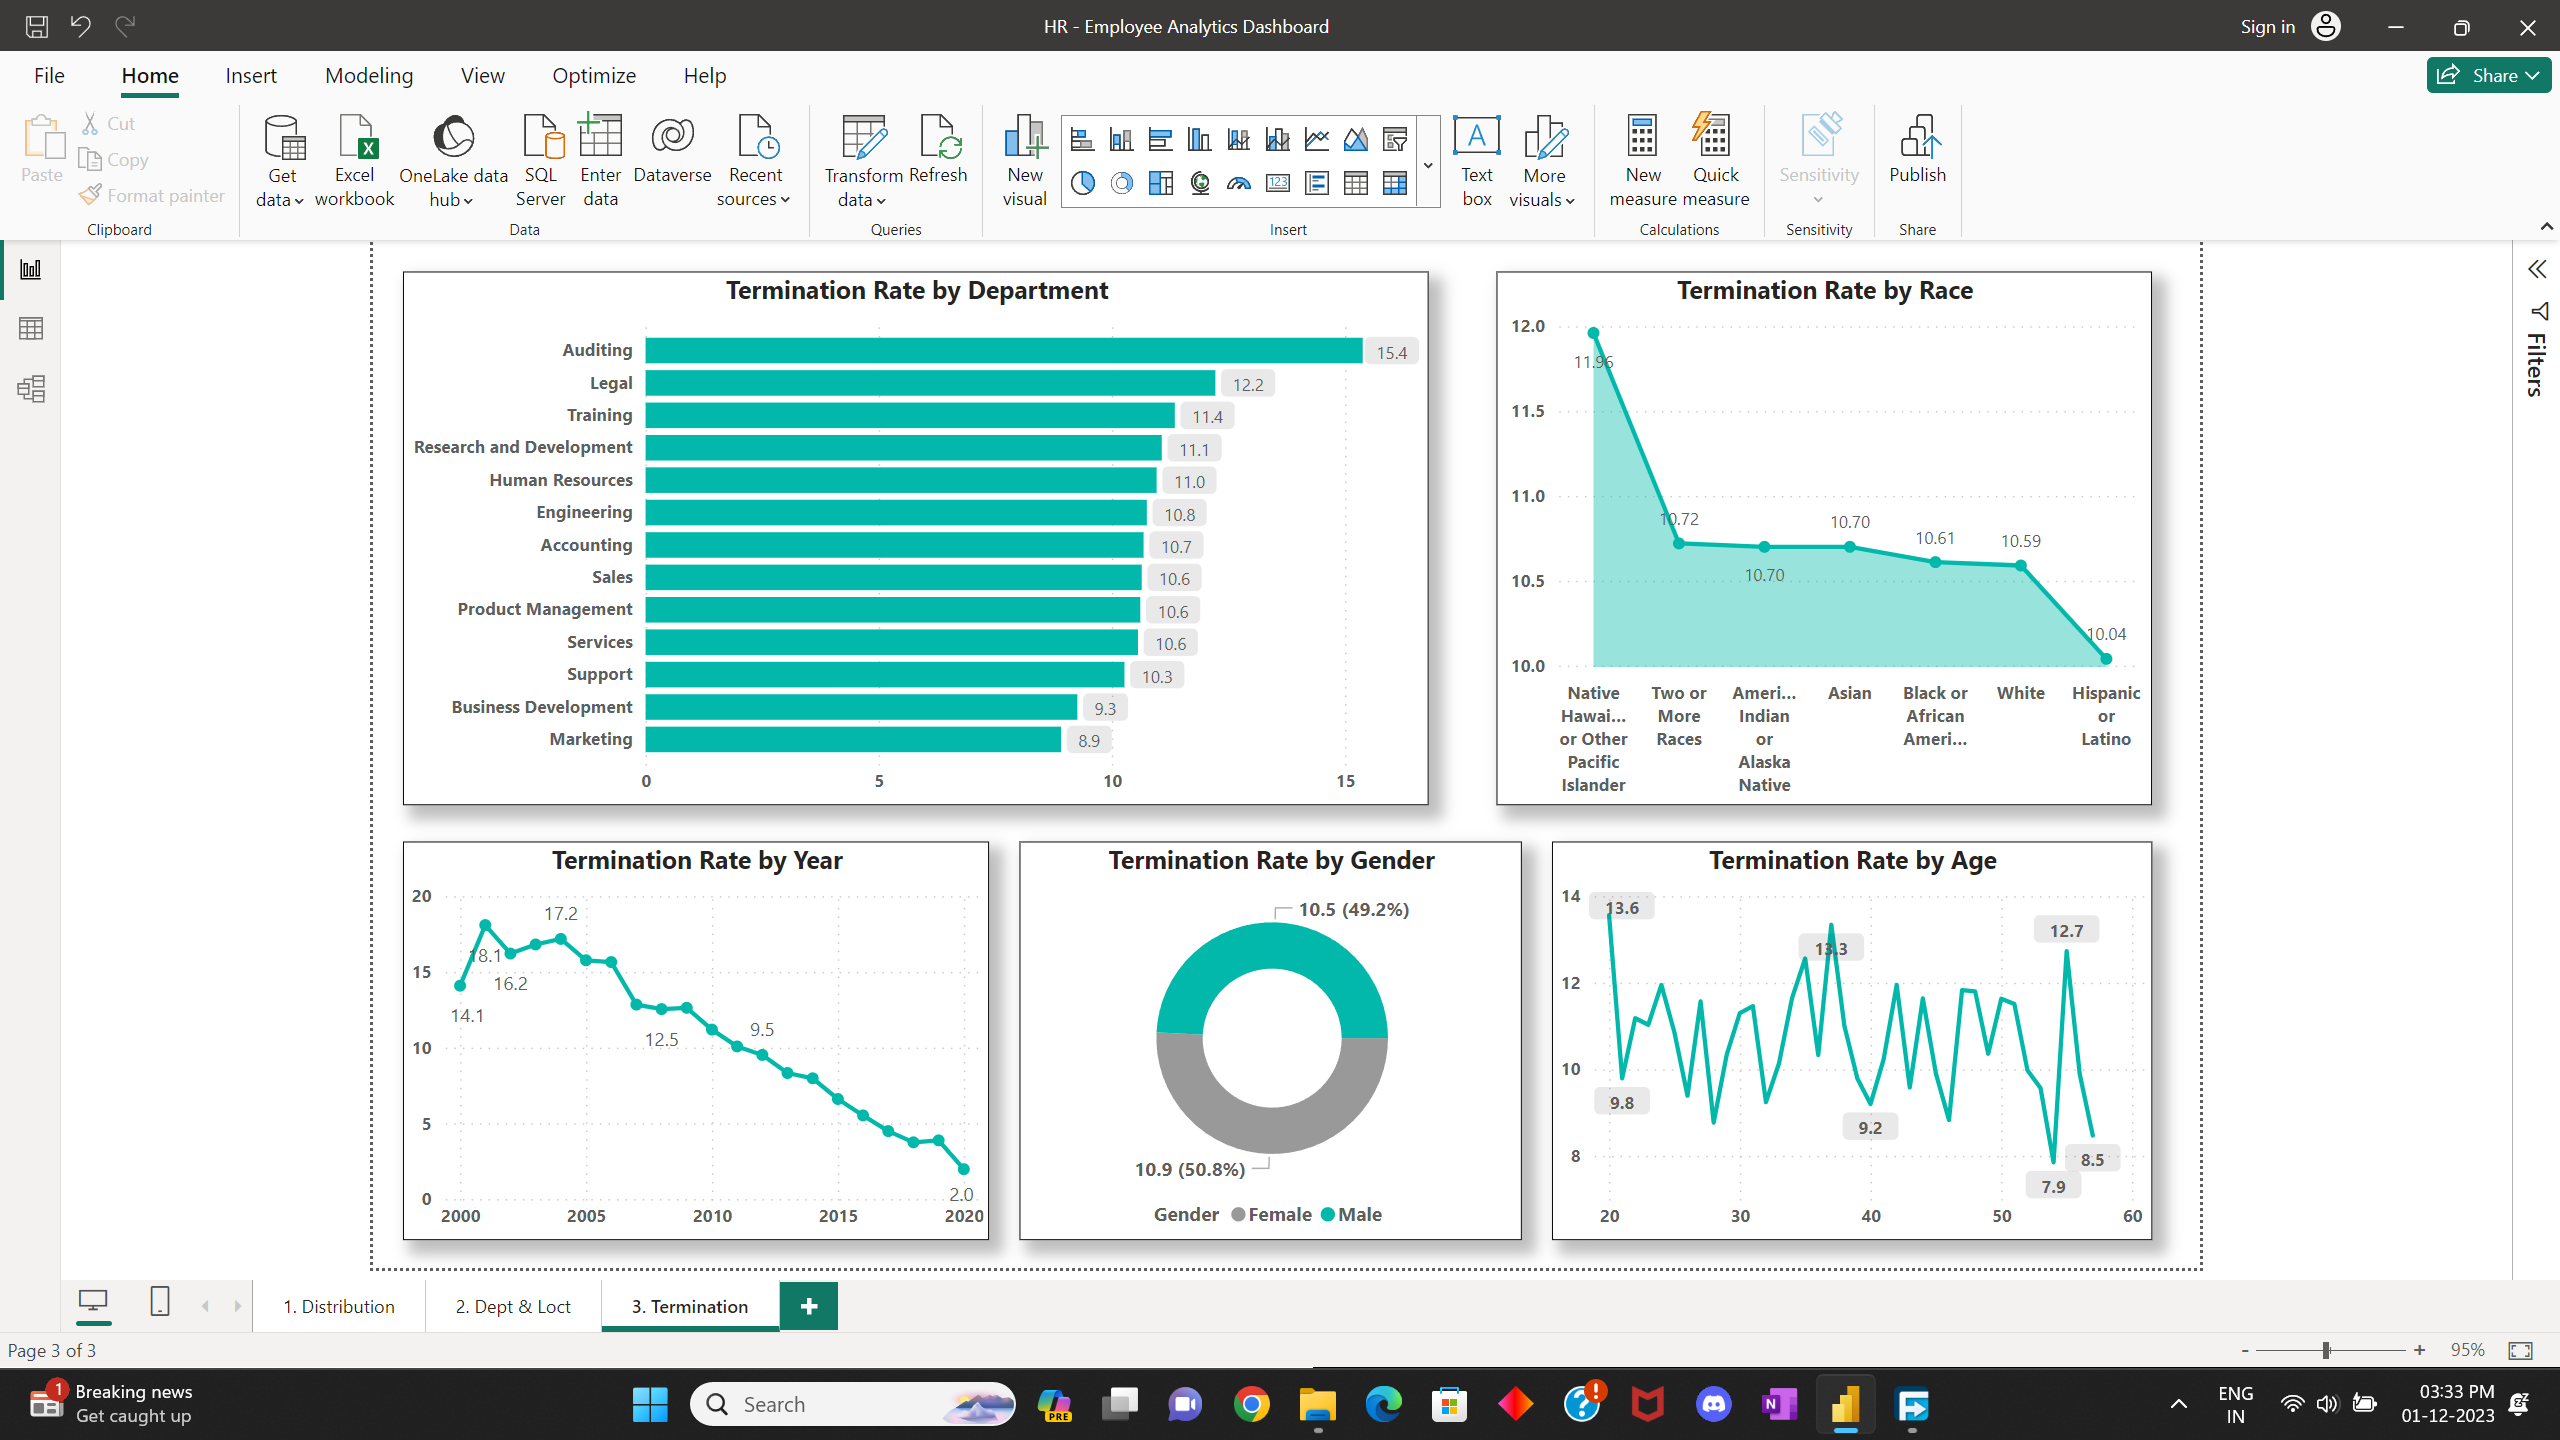 HR - Employee Analytics Dashboard
Sign in
File
Home
Insert
Modeling
View
Optimize
Help
Share
Paste
Cut
Copy
Format painter
Clipboard
Get
data
Excel
workbook
OneLake data
hub
SQL
Server
Enter
data
Dataverse
Recent
sources
Data
Transform
data
Refresh
Queries
New
visual
123
Insert
A
Text
box
More
visuals
New
measure
Quick
measure
Calculations
Sensitivity
Sensitivity
Publish
Share
Filters
Termination Rate by Department
Auditing 15.4
Legal 12.2
Training 11.4
Research and Development 11.1
Human Resources 11.0
Engineering 10.8
Accounting 10.7
Sales 10.6
Product Management 10.6
Services 10.6
Support 10.3
Business Development 9.3
Marketing 8.9
0 5 10 15
Termination Rate by Race
12.0
11.5
11.0
10.5
10.0
11.96
10.72
10.70
10.70
10.61
10.59
10.04
Native
Hawai...
or Other
Pacific
Islander
Two or
More
Races
Ameri...
Indian
or
Alaska
Native
Asian
Black or
African
Ameri...
White
Hispanic
or
Latino
Termination Rate by Year
20
15
10
5
0
14.1
18.1
16.2
17.2
12.5
9.5
2.0
2000 2005 2010 2015 2020
Termination Rate by Gender
10.5 (49.2%)
10.9 (50.8%)
Gender Female Male
Termination Rate by Age
14
12
10
8
13.6
9.8
13.3
9.2
12.7
7.9
8.5
20 30 40 50 60
1. Distribution
2. Dept & Loct
3. Termination
+
Page 3 of 3
- + 95%
1
Breaking news
Get caught up
Search
PRE
N
ENG
IN
03:33 PM
01-12-2023